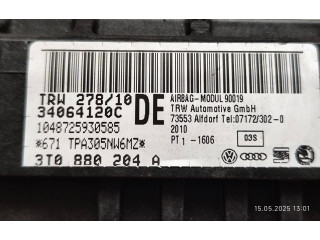 TRW 278/10
34064120C
1048725930585
*671 TPA305NW6MZ*
3T0 880 204 A
DE
AIRBAG-MODUL 90019
TRW Automotive GmbH
73553 Alfdorf Tel:07172/302-0
2010
PT 1-1606
03S
15.05.2025 13:01